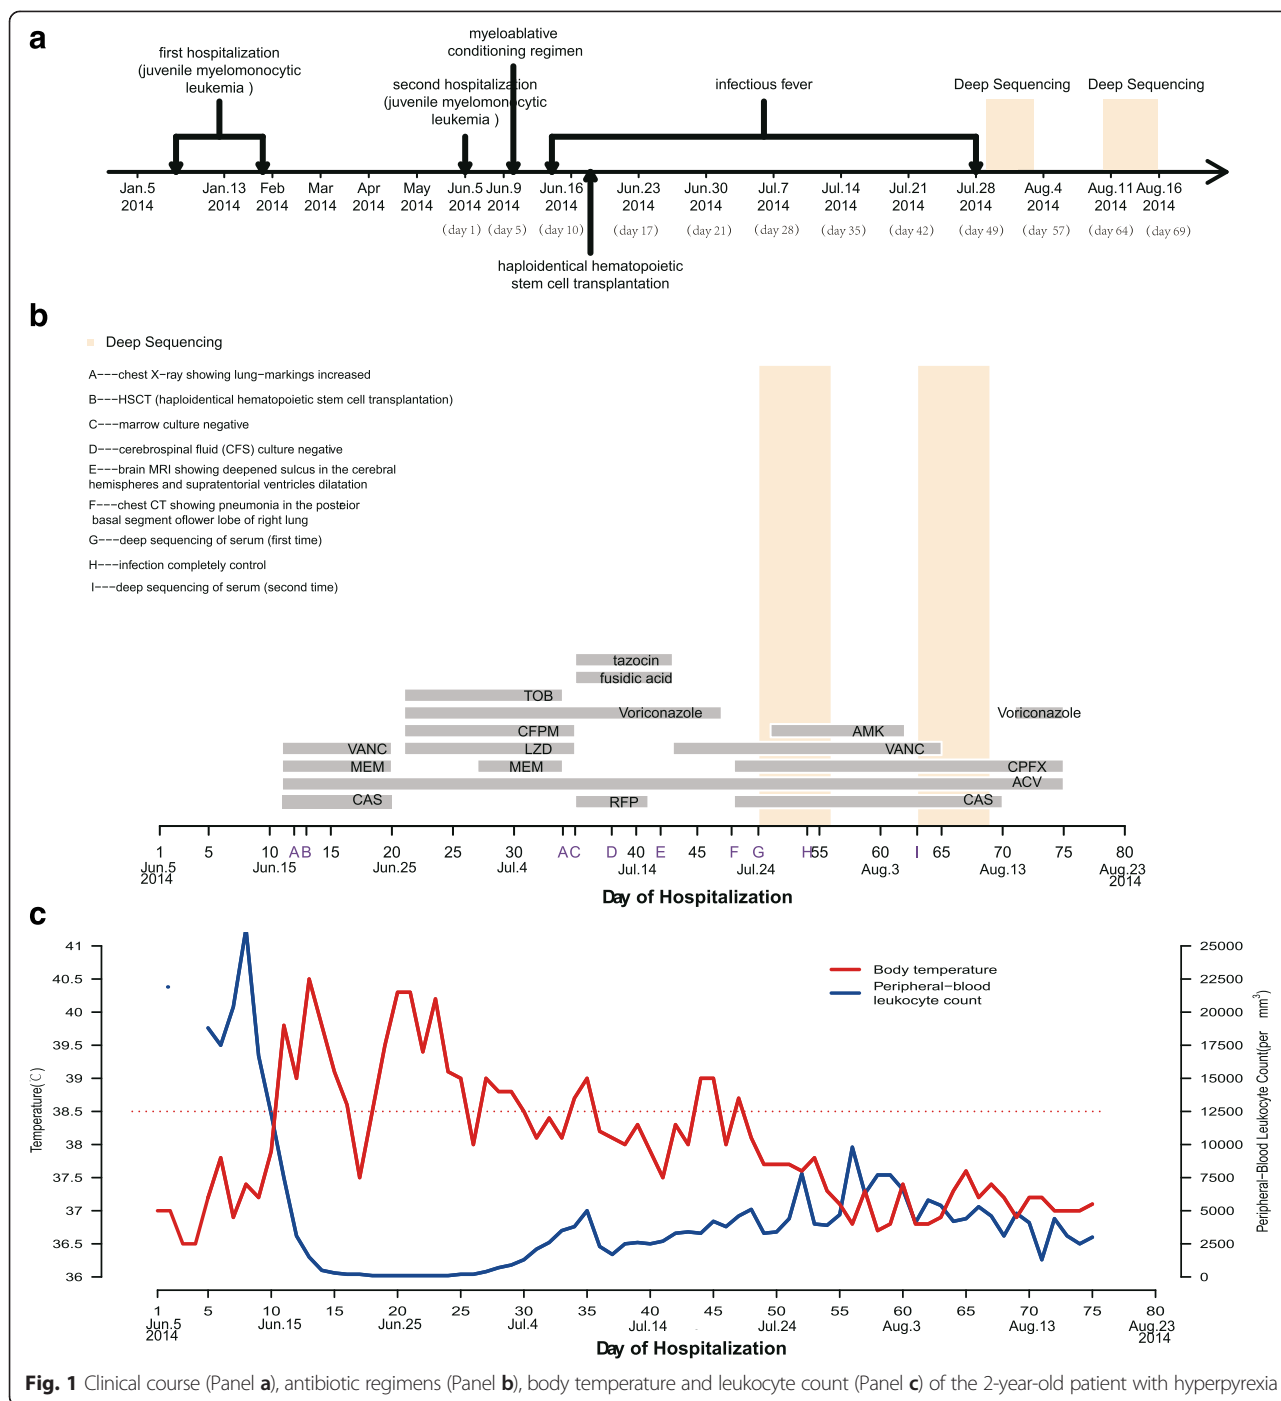 a
first hospitalization
(juvenile myelomonocytic
leukemia )
myeloablative
conditioning regimen
second hospitalization
(juvenile myelomonocytic
leukemia )
infectious fever
Deep Sequencing
Deep Sequencing
Jan.5 Jan.13 Feb Mar Apr May Jun.5 Jun.9 Jun.16 Jun.23 Jun.30 Jul.7 Jul.14 Jul.21 Jul.28 Aug.4 Aug.11 Aug.16
2014 2014 2014 2014 2014 2014 2014 2014 2014 2014 2014 2014 2014 2014 2014 2014 2014 2014
(day 1) (day 5) (day 10) (day 17) (day 21) (day 28) (day 35) (day 42) (day 49) (day 57) (day 64) (day 69)
haploidentical hematopoietic
stem cell transplantation
b
Deep Sequencing
A---chest X-ray showing lung-markings increased
B---HSCT (haploidentical hematopoietic stem cell transplantation)
C---marrow culture negative
D---cerebrospinal fluid (CFS) culture negative
E---brain MRI showing deepened sulcus in the cerebral
hemispheres and supratentorial ventricles dilatation
F---chest CT showing pneumonia in the posteior
basal segment oflower lobe of right lung
G---deep sequencing of serum (first time)
H---infection completely control
I---deep sequencing of serum (second time)
tazocin
fusidic acid
TOB
Voriconazole Voriconazole
CFPM AMK
VANC LZD VANC
MEM MEM CPFX
ACV
CAS RFP CAS
1 5 10 A B 15 20 25 30 A C D 40 E 45 F G H 55 60 I 65 70 75 80
Jun.5 Jun.15 Jun.25 Jul.4 Jul.14 Jul.24 Aug.3 Aug.13 Aug.23
2014 2014
Day of Hospitalization
c
41 25000
40.5 22500
40 20000
39.5 17500
39 15000
38.5 12500
38 10000
37.5 7500
37 5000
36.5 2500
36 0
Temperature(℃)
Body temperature
Peripheral-blood
leukocyte count
Peripheral-Blood Leukocyte Count(per mm3)
1 5 10 15 20 25 30 35 40 45 50 55 60 65 70 75 80
Jun.5 Jun.15 Jun.25 Jul.4 Jul.14 Jul.24 Aug.3 Aug.13 Aug.23
2014 2014
Day of Hospitalization
Fig. 1 Clinical course (Panel a), antibiotic regimens (Panel b), body temperature and leukocyte count (Panel c) of the 2-year-old patient with hyperpyrexia